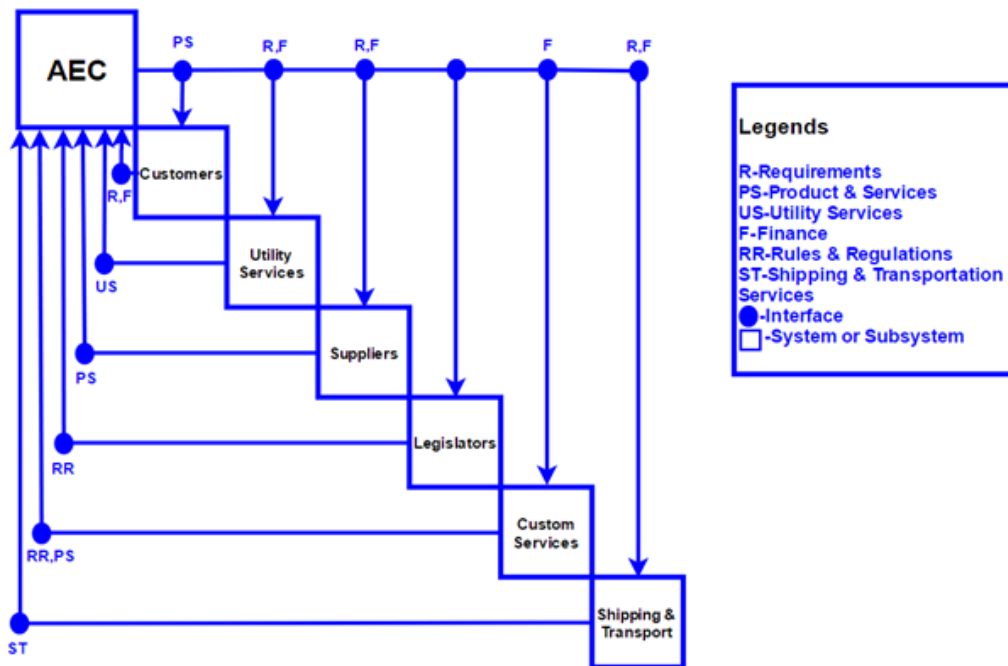 PS
R,F
R,F
F
R,F
AEC
Legends
R-Requirements
PS-Product & Services
US-Utility Services
F-Finance
RR-Rules & Regulations
ST-Shipping & Transportation
Services
-Interface
-System or Subsystem
Customers
R,F
Utility
Services
US
Suppliers
PS
Legislators
RR
Custom
Services
RR,PS
Shipping &
Transport
ST